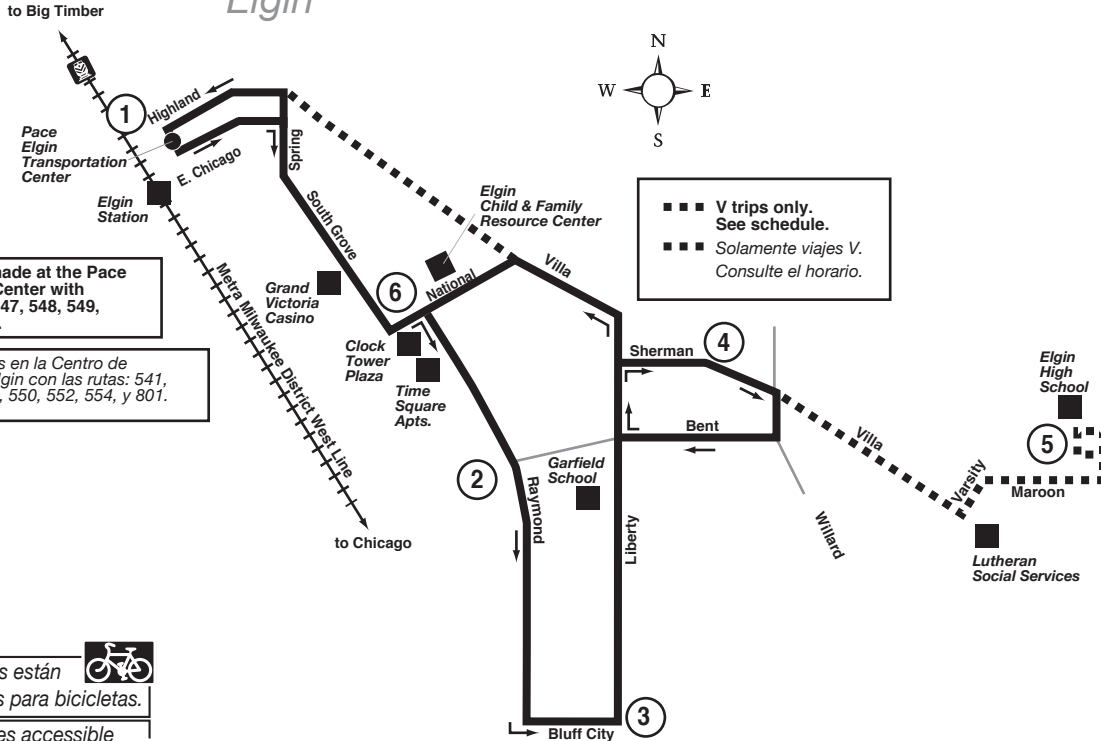 Elgin
to Big Timber
N
W
E
S
1
Highland
Pace
Elgin
Transportation
Center
E. Chicago
Spring
Elgin
Station
South Grove
Elgin
Child & Family
Resource Center
V trips only.
See schedule.
Solamente viajes V.
Consulte el horario.
Villa
made at the Pace
Center with
47, 548, 549,
Grand
Victoria
Casino
6
National
Metra Milwaukee District West Line
s en la Centro de
lgin con las rutas: 541,
, 550, 552, 554, y 801.
Clock
Tower
Plaza
Time
Square
Apts.
Sherman
4
Elgin
High
School
5
Bent
Villa
2
Garfield
School
Raymond
Liberty
Varsity
Maroon
Willard
to Chicago
Lutheran
Social Services
s están
s para bicicletas.
es accessible
3
Bluff City